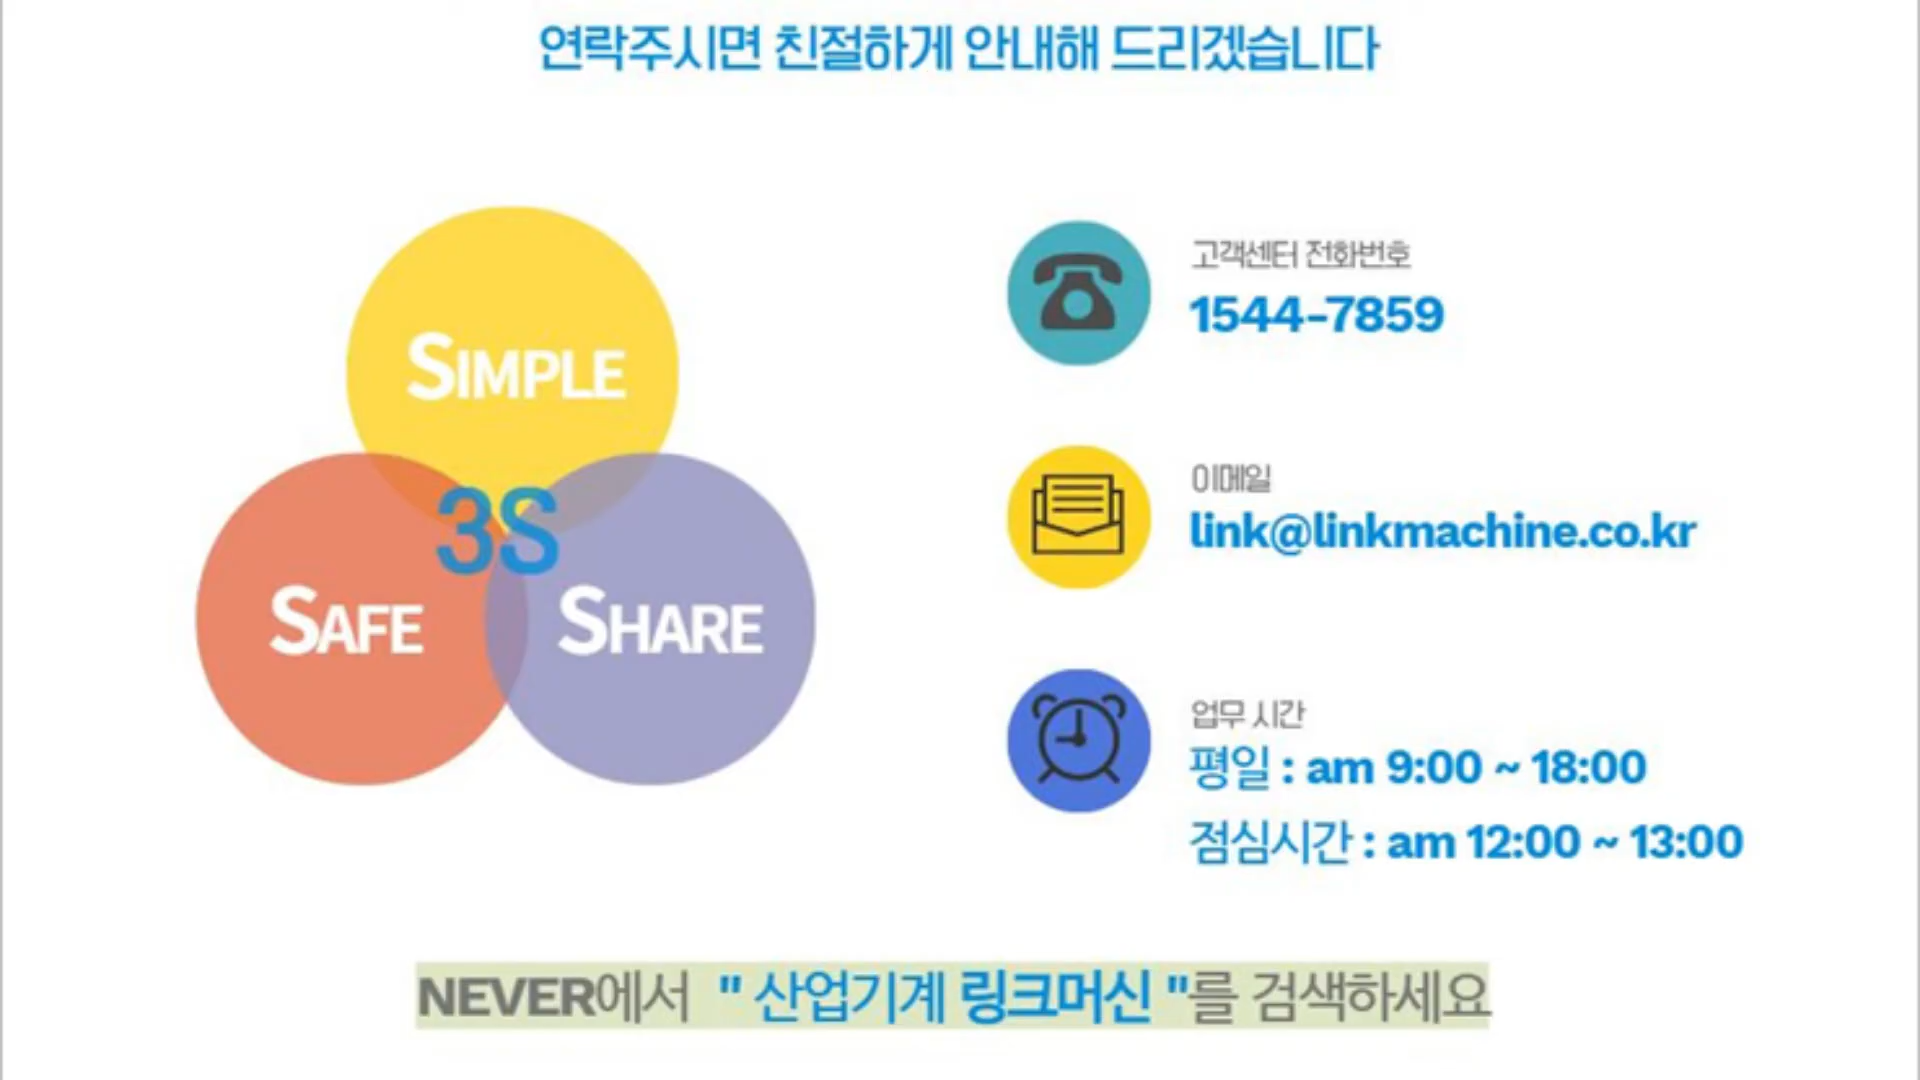 연락주시면 친절하게 안내해 드리겠습니다
SIMPLE
3S
SAFE
SHARE
고객센터 전화번호
1544-7859
이메일
link@linkmachine.co.kr
업무 시간
평일 : am 9:00 ~ 18:00
점심시간 : am 12:00 ~ 13:00
NEVER에서 " 산업기계 링크머신 "를 검색하세요